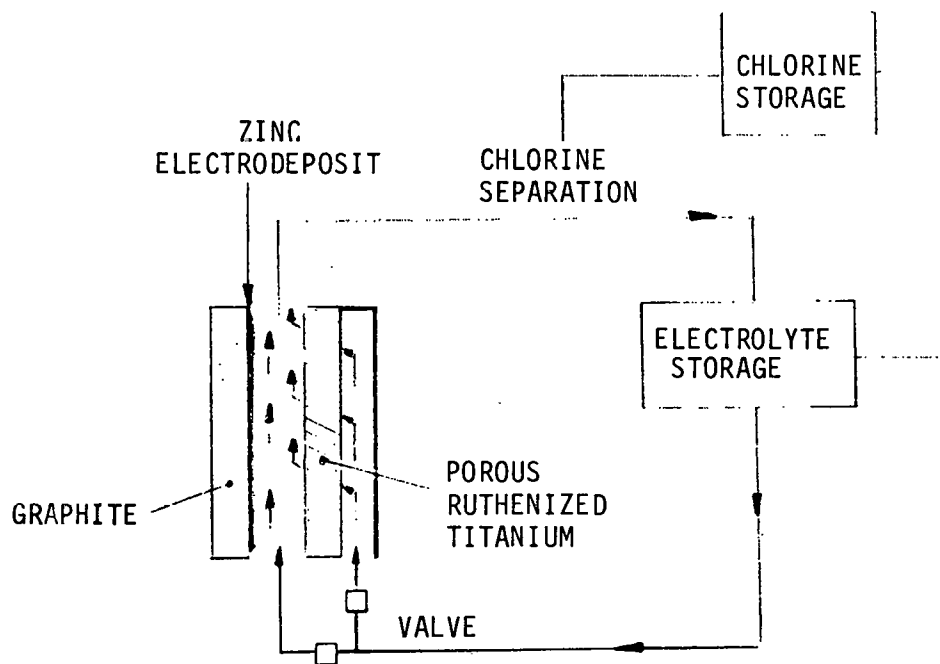 CHLORINE
STORAGE
ZINC
ELECTRODEPOSIT
CHLORINE
SEPARATION
ELECTROLYTE
STORAGE
POROUS
RUTHENIZED
TITANIUM
GRAPHITE
VALVE